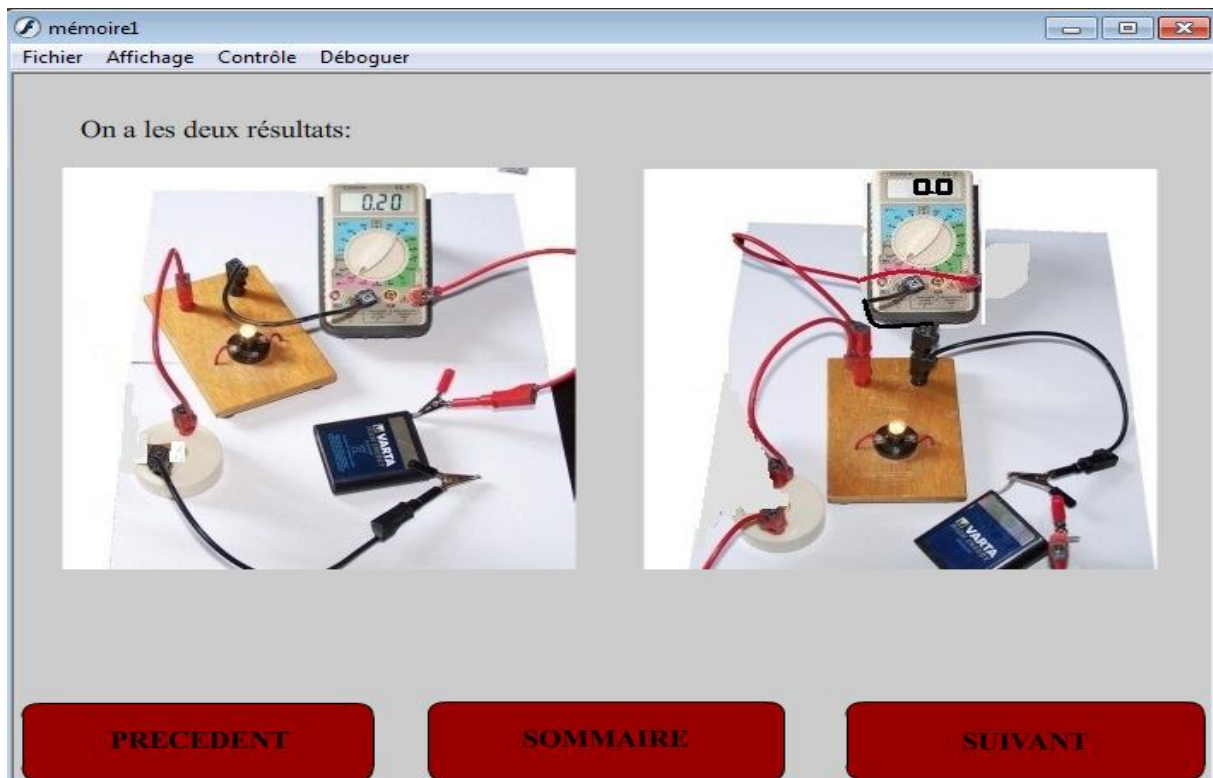 mémoire1
Fichier Affichage Contrôle Déboguer
On a les deux résultats:
0.20
0.0
VARTA
VARTA
PRECEDENT
SOMMAIRE
SUIVANT